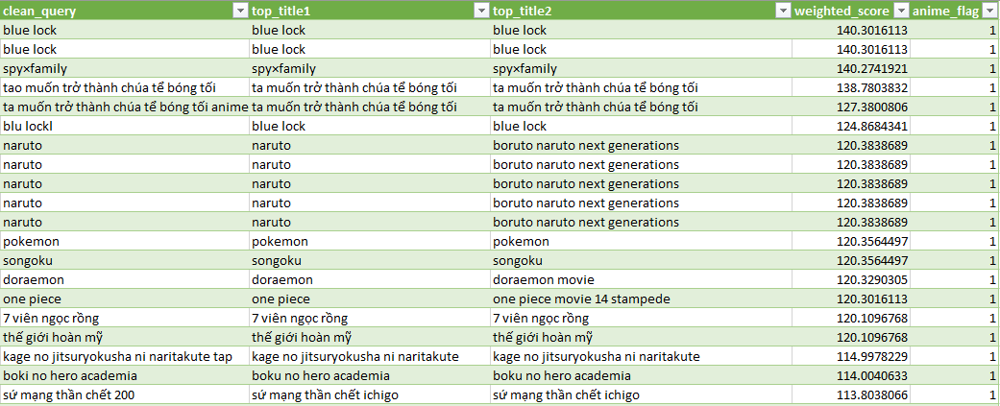 clean_query top_title1 top_title2 weighted_score anime_flag
blue lock blue lock blue lock 140.3016113 1
blue lock blue lock blue lock 140.3016113 1
spy×family spy×family spy×family 140.2741921 1
tao muốn trở thành chúa tể bóng tối ta muốn trở thành chúa tể bóng tối ta muốn trở thành chúa tể bóng tối 138.7803832 1
ta muốn trở thành chúa tể bóng tối anime ta muốn trở thành chúa tể bóng tối ta muốn trở thành chúa tể bóng tối 127.3800806 1
blu lockl blue lock blue lock 124.8684341 1
naruto naruto boruto naruto next generations 120.3838689 1
naruto naruto boruto naruto next generations 120.3838689 1
naruto naruto boruto naruto next generations 120.3838689 1
naruto naruto boruto naruto next generations 120.3838689 1
naruto naruto boruto naruto next generations 120.3838689 1
pokemon pokemon pokemon 120.3564497 1
songoku songoku songoku 120.3564497 1
doraemon doraemon doraemon movie 120.3290305 1
one piece one piece one piece movie 14 stampede 120.3016113 1
7 viên ngọc rồng 7 viên ngọc rồng 7 viên ngọc rồng 120.1096768 1
thế giới hoàn mỹ thế giới hoàn mỹ thế giới hoàn mỹ 120.1096768 1
kage no jitsuryokusha ni naritakute tap kage no jitsuryokusha ni naritakute kage no jitsuryokusha ni naritakute 114.9978229 1
boki no hero academia boku no hero academia boku no hero academia 114.0040633 1
sứ mạng thần chết 200 sứ mạng thần chết ichigo sứ mạng thần chết ichigo 113.8038066 1